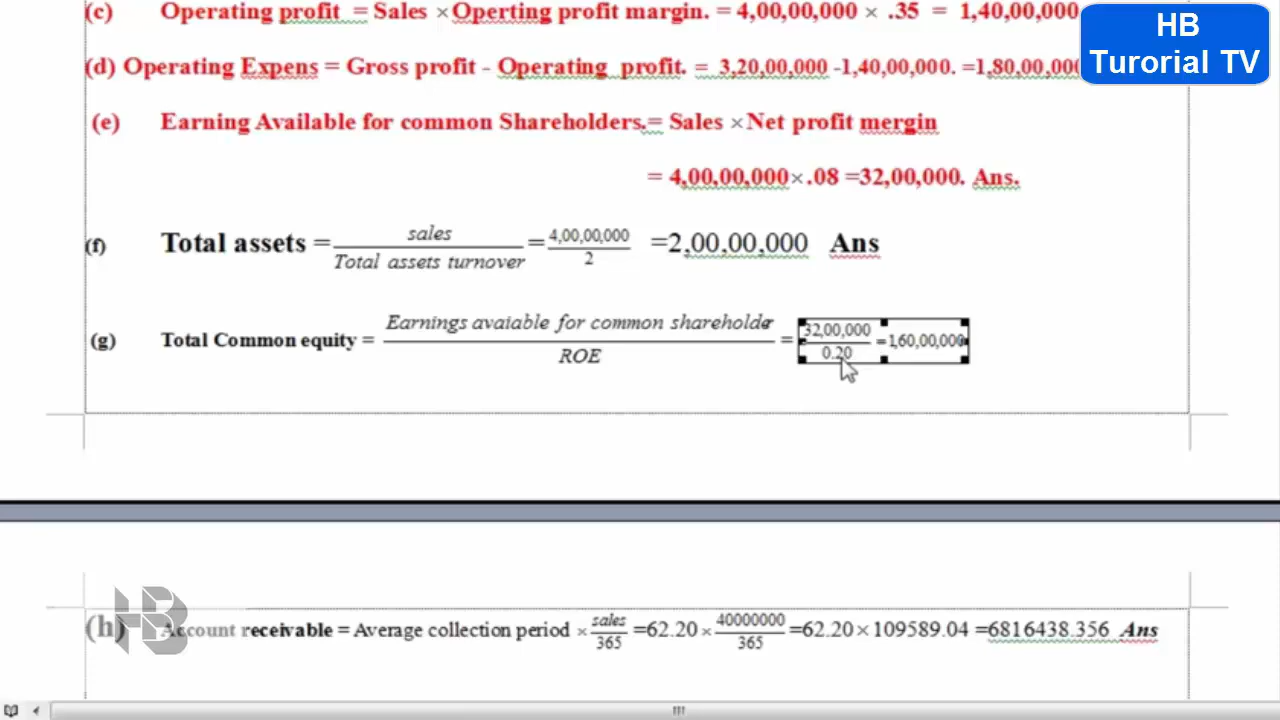 (c) Operating profit = Sales × Operting profit margin. = 4,00,00,000 × .35 = 1,40,00,000
HB
Turorial TV
(d) Operating Expens = Gross profit - Operating profit. = 3,20,00,000 -1,40,00,000. =1,80,00,000
(e) Earning Available for common Shareholders.= Sales ×Net profit mergin
= 4,00,00,000×.08 =32,00,000. Ans.
(f) Total assets = sales / Total assets turnover = 4,00,00,000 / 2 =2,00,00,000 Ans
(g) Total Common equity = Earnings avaiable for common shareholder / ROE = 32,00,000 / 0.20 =1,60,00,000
HB
(h) Account receivable = Average collection period × sales / 365 =62.20× 40000000 / 365 =62.20×109589.04 =6816438.356 Ans